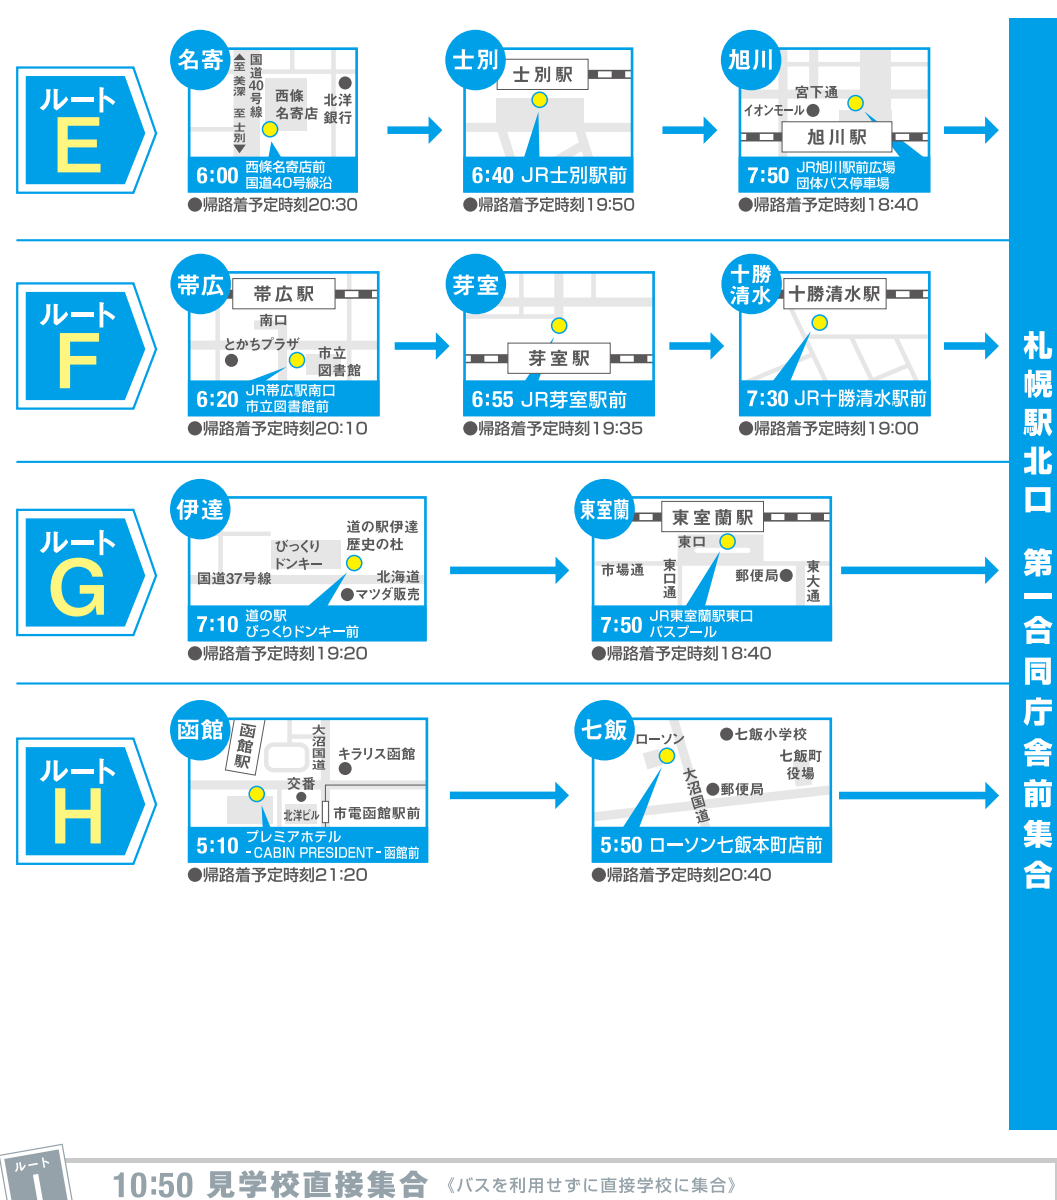 ルート
E
名寄
▲至 美深
至 士別▼
国道40号線
西條
名寄店
北洋
銀行
6:00 西條名寄店前
国道40号線沿
●帰路着予定時刻20:30
士別
士別駅
6:40 JR士別駅前
●帰路着予定時刻19:50
旭川
宮下通
イオンモール
旭川駅
7:50 JR旭川駅前広場
団体バス停車場
●帰路着予定時刻18:40
ルート
F
帯広
帯広駅
南口
とかちプラザ
市立
図書館
6:20 JR帯広駅南口
市立図書館前
●帰路着予定時刻20:10
芽室
芽室駅
6:55 JR芽室駅前
●帰路着予定時刻19:35
十勝
清水
十勝清水駅
7:30 JR十勝清水駅前
●帰路着予定時刻19:00
ルート
G
伊達
道の駅伊達
歴史の杜
びっくり
ドンキー
国道37号線
北海道
マツダ販売
7:10 道の駅
びっくりドンキー前
●帰路着予定時刻19:20
東室蘭
東室蘭駅
東口
市場通
東口通
郵便局
東大通
7:50 JR東室蘭駅東口
バスプール
●帰路着予定時刻18:40
ルート
H
函館
函館駅
大沼国道
キラリス函館
交番
北洋ビル
市電函館駅前
5:10 プレミアホテル
-CABIN PRESIDENT-函館前
●帰路着予定時刻21:20
七飯
ローソン
七飯小学校
七飯町
役場
大沼国道
郵便局
5:50 ローソン七飯本町店前
●帰路着予定時刻20:40
札幌駅北口 第一合同庁舎前集合
ルート
I
10:50 見学校直接集合 《バスを利用せずに直接学校に集合》